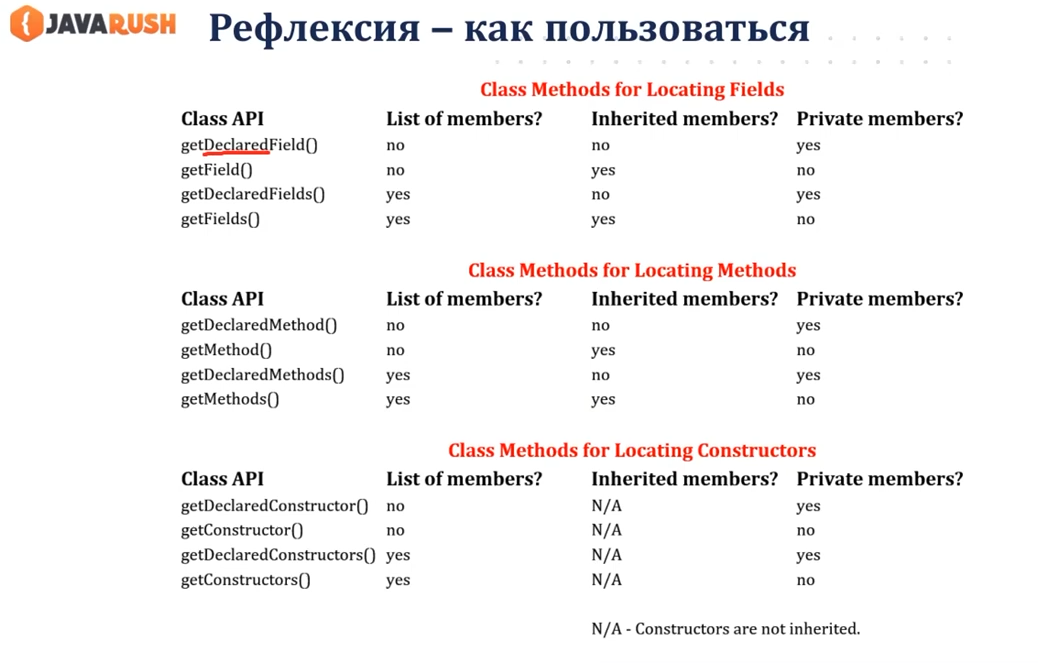 JAVARUSH
Рефлексия – как пользоваться
Class Methods for Locating Fields
Class API List of members? Inherited members? Private members?
getDeclaredField() no no yes
getField() no yes no
getDeclaredFields() yes no yes
getFields() yes yes no
Class Methods for Locating Methods
Class API List of members? Inherited members? Private members?
getDeclaredMethod() no no yes
getMethod() no yes no
getDeclaredMethods() yes no yes
getMethods() yes yes no
Class Methods for Locating Constructors
Class API List of members? Inherited members? Private members?
getDeclaredConstructor() no N/A yes
getConstructor() no N/A no
getDeclaredConstructors() yes N/A yes
getConstructors() yes N/A no
N/A - Constructors are not inherited.